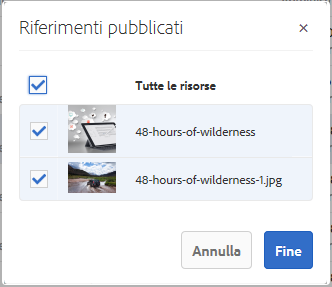 Riferimenti pubblicati
Tutte le risorse
48-hours-of-wilderness
48-hours-of-wilderness-1.jpg
Annulla
Fine